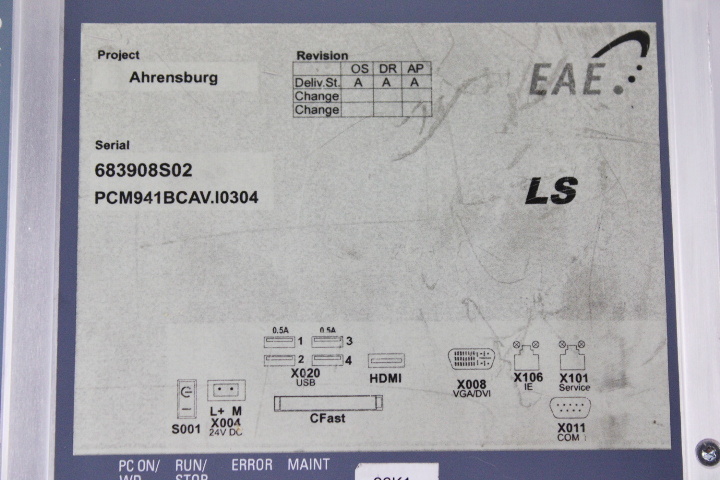 Project
Ahrensburg
Revision
OS DR AP
Deliv.St. A A A
Change
Change
EAE
Serial
683908S02
PCM941BCAV.I0304
LS
0.5A 0.5A
1 3
2 4
X020
USB
HDMI
X008
VGA/DVI
X106
IE
X101
Service
S001
L+ M
X004
24V DC
CFast
X011
COM
PC ON/ RUN/ ERROR MAINT
STOP